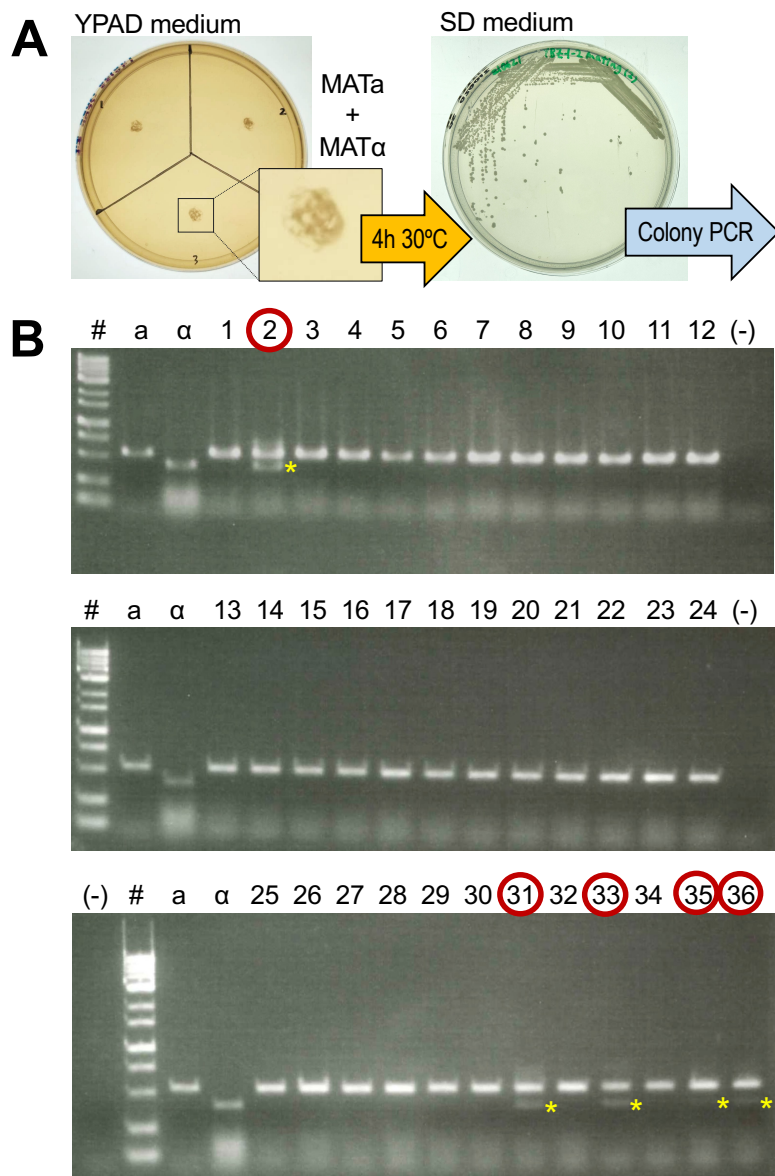 A
YPAD medium
SD medium
MATa
+
MATα
1
2
3
4h 30ºC
Colony PCR
B
# a α 1 2 3 4 5 6 7 8 9 10 11 12 (-)
*
# a α 13 14 15 16 17 18 19 20 21 22 23 24 (-)
(-) # a α 25 26 27 28 29 30 31 32 33 34 35 36
* * * *